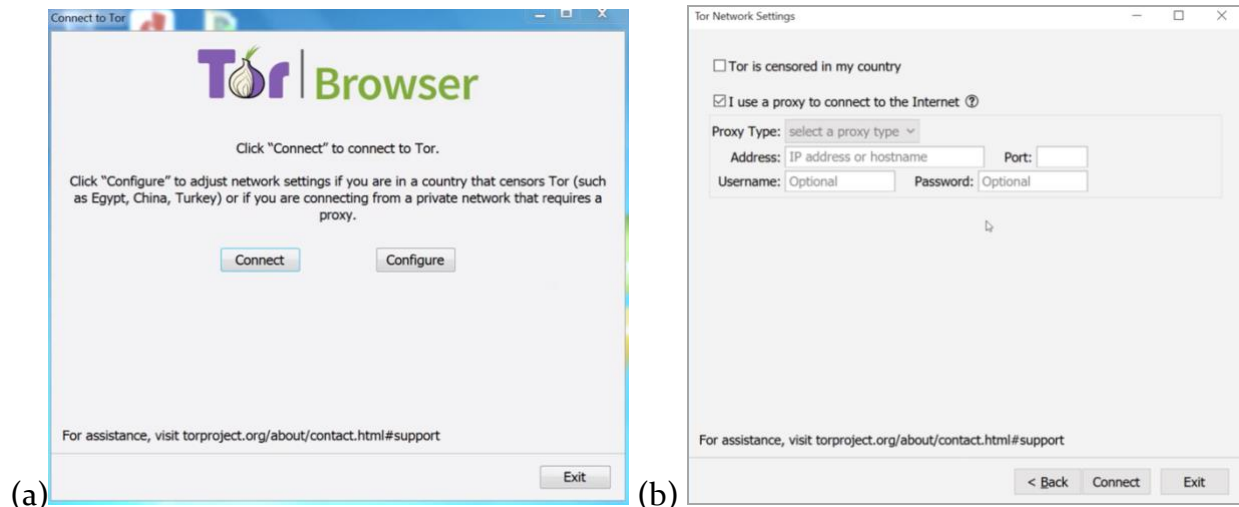 Connect to Tor
Tor Browser
Click “Connect” to connect to Tor.
Click “Configure” to adjust network settings if you are in a country that censors Tor (such
as Egypt, China, Turkey) or if you are connecting from a private network that requires a
proxy.
Connect Configure
For assistance, visit torproject.org/about/contact.html#support
Exit
(a)
Tor Network Settings
Tor is censored in my country
I use a proxy to connect to the Internet ?
Proxy Type: select a proxy type
Address: IP address or hostname Port:
Username: Optional Password: Optional
For assistance, visit torproject.org/about/contact.html#support
< Back Connect Exit
(b)